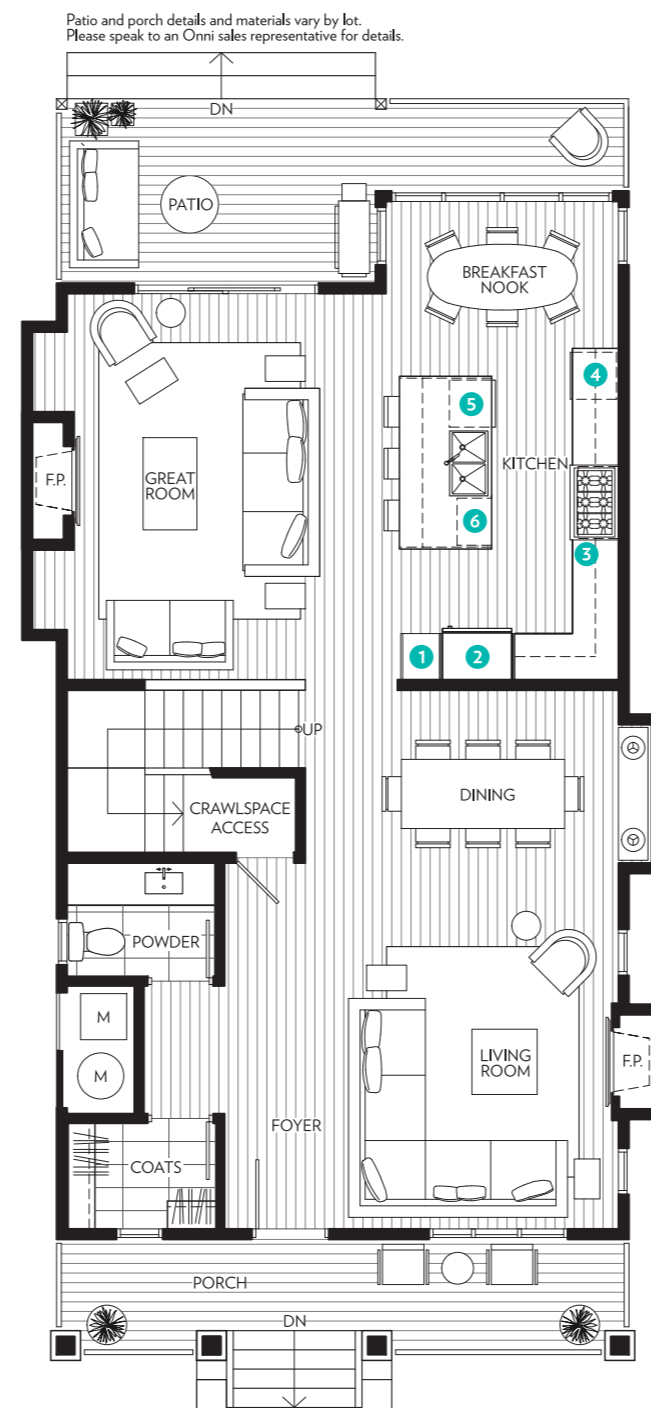 Patio and porch details and materials vary by lot.
Please speak to an Onni sales representative for details.
DN
PATIO
BREAKFAST
NOOK
4
5
F.P.
GREAT
ROOM
KITCHEN
6
3
1
2
UP
CRAWLSPACE
ACCESS
DINING
POWDER
M
M
LIVING
ROOM
F.P.
FOYER
COATS
PORCH
DN